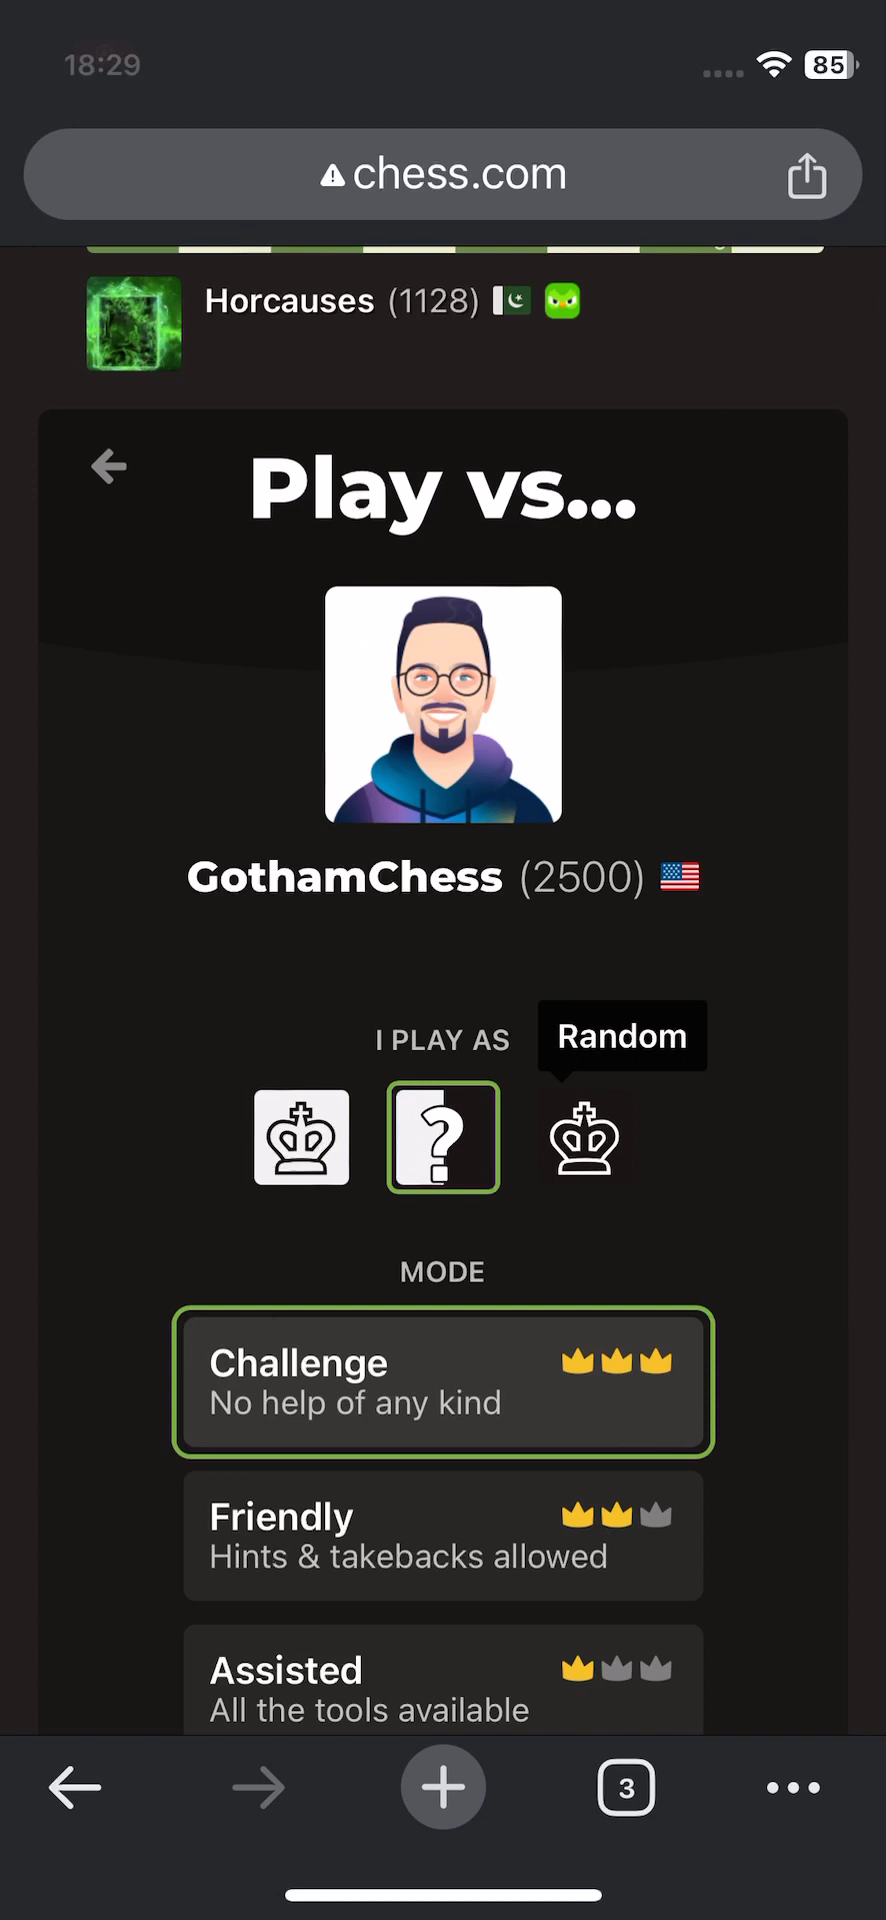 18:29
85
chess.com
Horcauses (1128)
Play vs...
GothamChess (2500)
I PLAY AS
Random
?
MODE
Challenge
No help of any kind
Friendly
Hints & takebacks allowed
Assisted
All the tools available
3